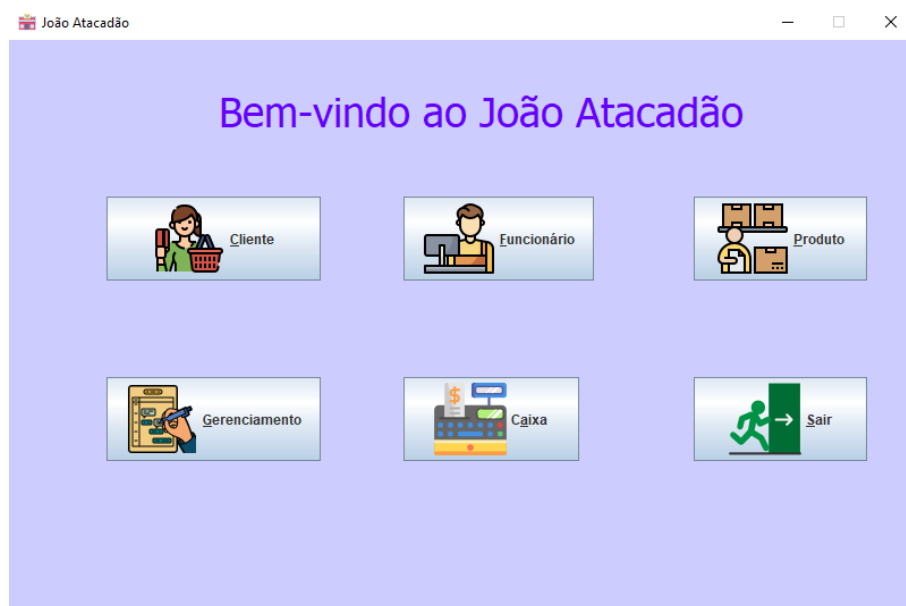 João Atacadão
Bem-vindo ao João Atacadão
Cliente
Funcionário
Produto
$
Gerenciamento
Caixa
Sair